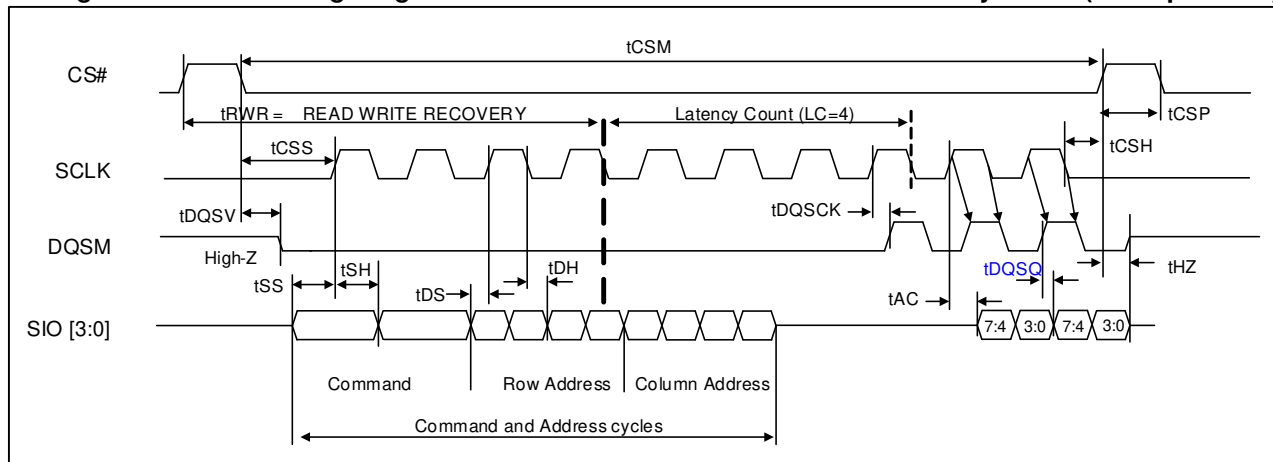 tCSM
CS#
tRWR = READ WRITE RECOVERY
Latency Count (LC=4)
tCSP
tCSS
tCSH
SCLK
tDQSV
tDQSCK
DQSM
High-Z
tSS
tSH
tDH
tDQSQ
tHZ
tDS
tAC
SIO [3:0]
7:4 3:0 7:4 3:0
Command Row Address Column Address
Command and Address cycles